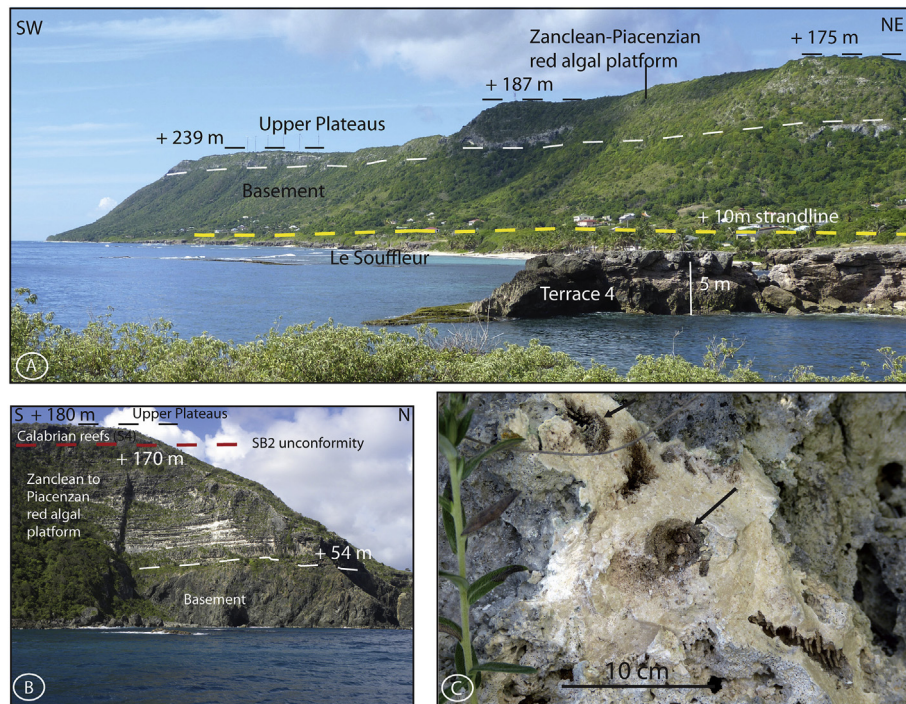 SW
NE
Zanclean-Piacenzian
red algal platform
+ 175 m
+ 187 m
+ 239 m
Upper Plateaus
Basement
+ 10m strandline
Le Souffleur
Terrace 4
5 m
A
S + 180 m
Upper Plateaus
N
Calabrian reefs (S4)
SB2 unconformity
+ 170 m
Zanclean to
Piacenzan
red algal
platform
+ 54 m
Basement
B
10 cm
C